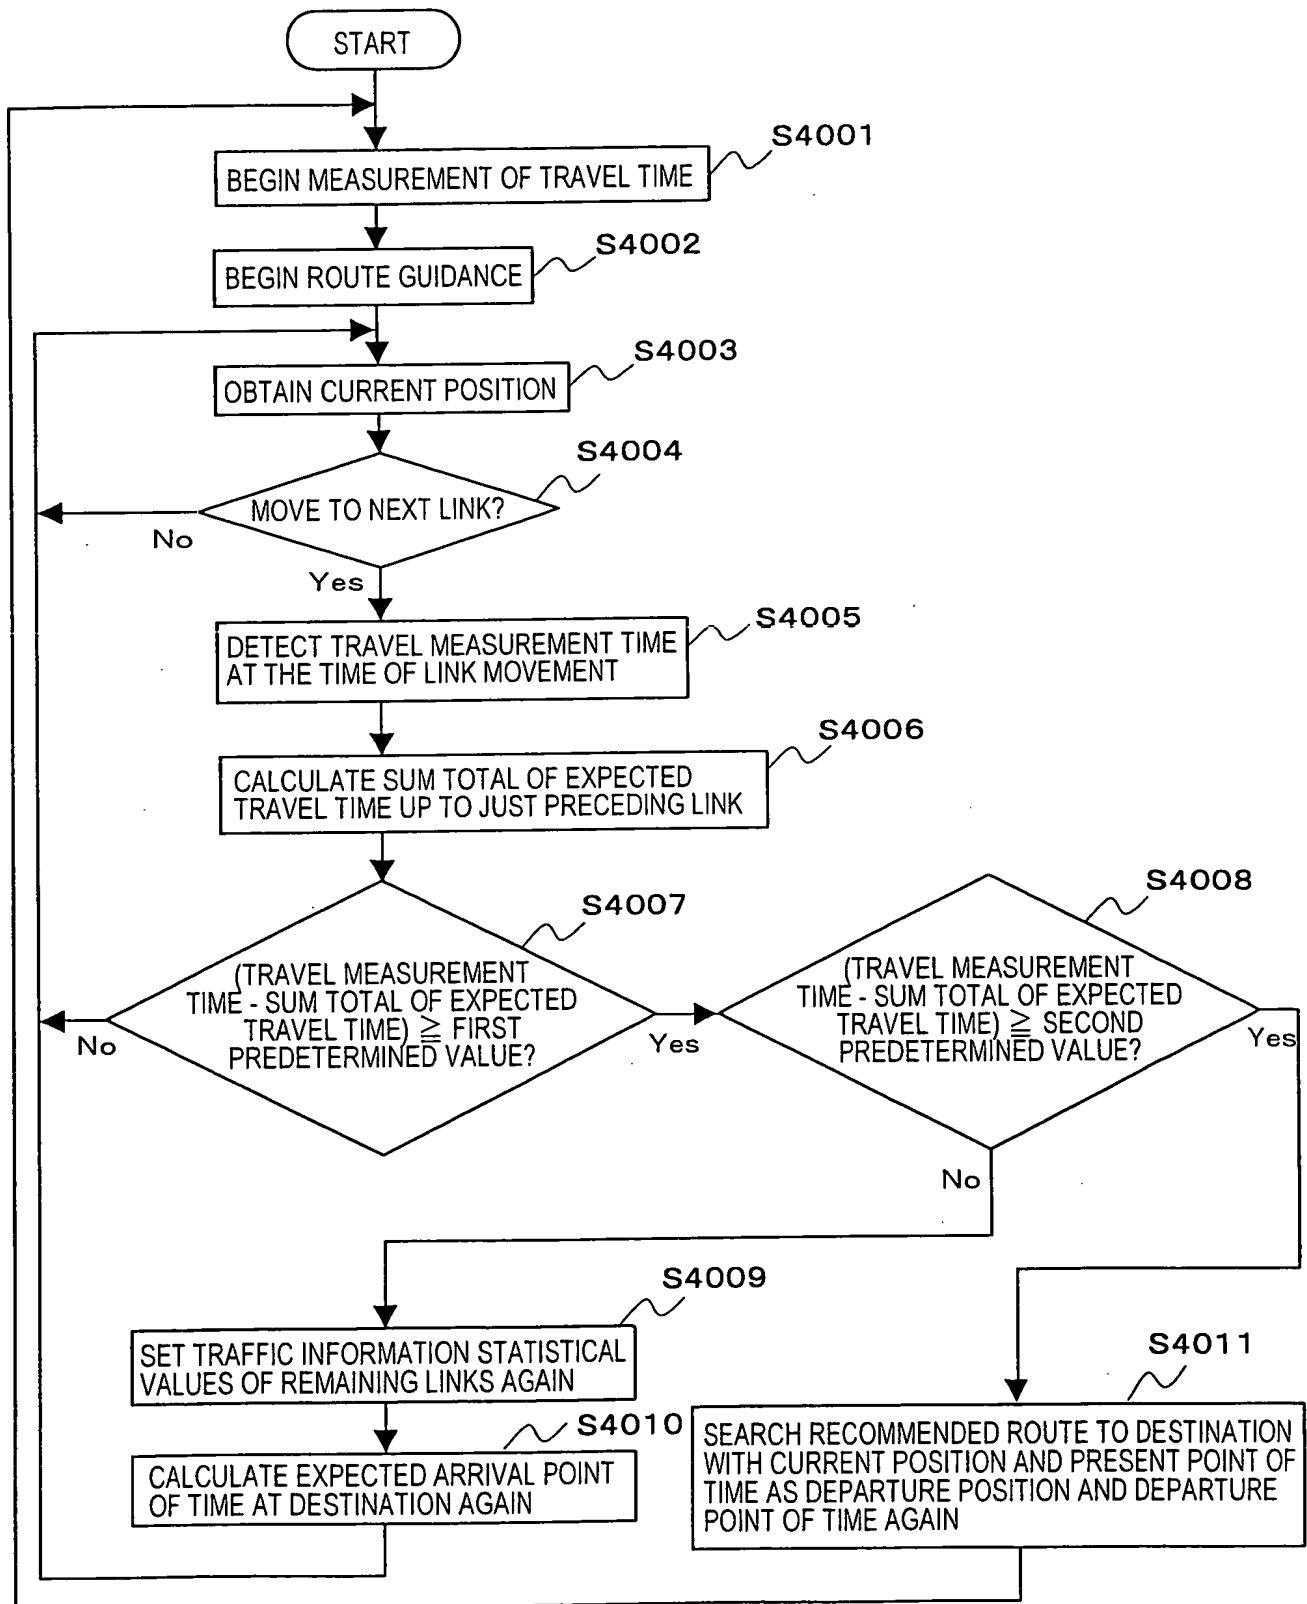 START
S4001
BEGIN MEASUREMENT OF TRAVEL TIME
S4002
BEGIN ROUTE GUIDANCE
S4003
OBTAIN CURRENT POSITION
S4004
MOVE TO NEXT LINK?
No
Yes
S4005
DETECT TRAVEL MEASUREMENT TIME
AT THE TIME OF LINK MOVEMENT
S4006
CALCULATE SUM TOTAL OF EXPECTED
TRAVEL TIME UP TO JUST PRECEDING LINK
S4007
(TRAVEL MEASUREMENT
TIME - SUM TOTAL OF EXPECTED
TRAVEL TIME) ≧ FIRST
PREDETERMINED VALUE?
No
Yes
S4008
(TRAVEL MEASUREMENT
TIME - SUM TOTAL OF EXPECTED
TRAVEL TIME) ≧ SECOND
PREDETERMINED VALUE?
Yes
No
S4009
SET TRAFFIC INFORMATION STATISTICAL
VALUES OF REMAINING LINKS AGAIN
S4010
CALCULATE EXPECTED ARRIVAL POINT
OF TIME AT DESTINATION AGAIN
S4011
SEARCH RECOMMENDED ROUTE TO DESTINATION
WITH CURRENT POSITION AND PRESENT POINT OF
TIME AS DEPARTURE POSITION AND DEPARTURE
POINT OF TIME AGAIN